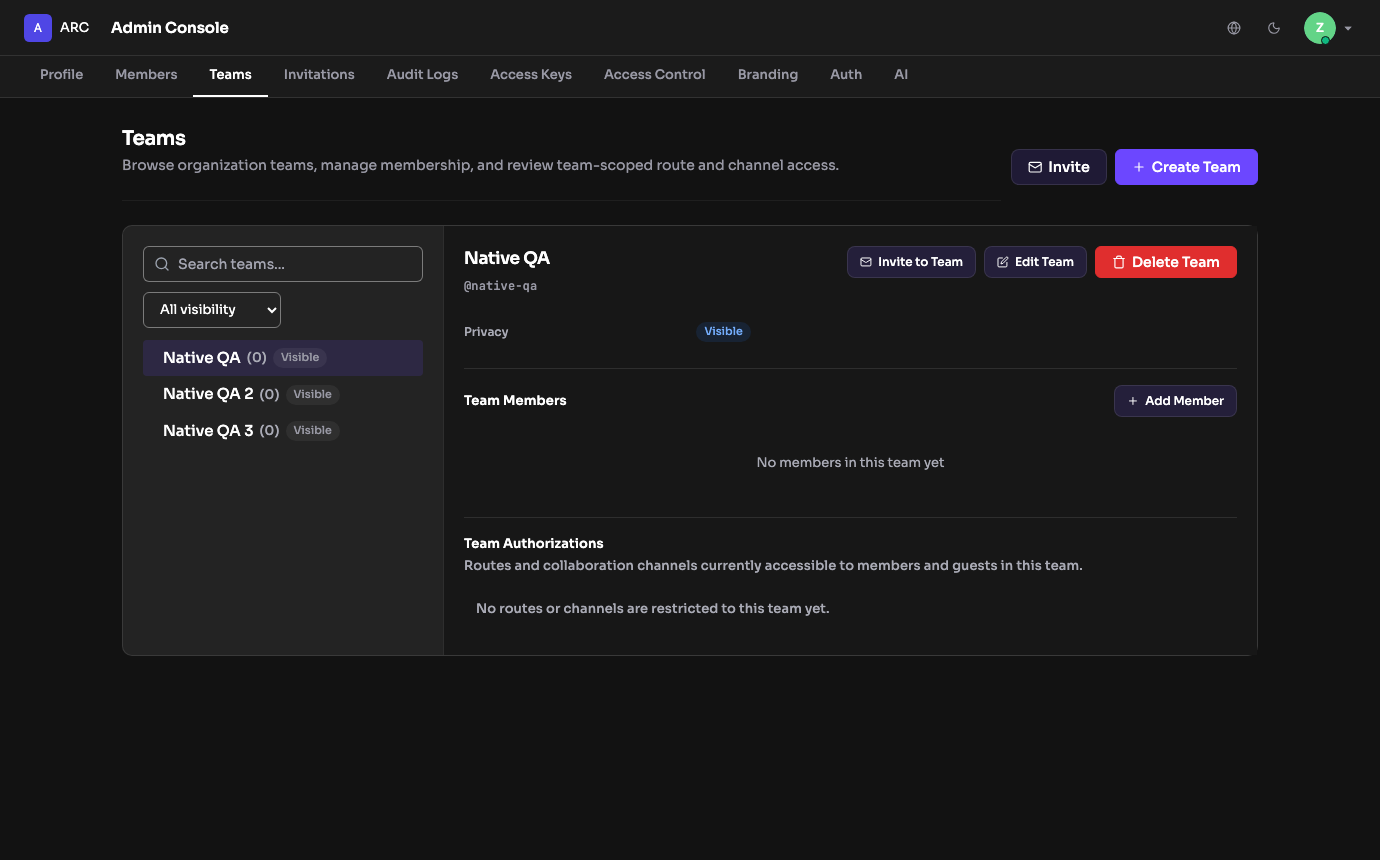 A ARC Admin Console Z
Profile Members Teams Invitations Audit Logs Access Keys Access Control Branding Auth AI
Teams
Browse organization teams, manage membership, and review team-scoped route and channel access.
Invite + Create Team
Search teams...
All visibility
Native QA (0) Visible
Native QA 2 (0) Visible
Native QA 3 (0) Visible
Native QA
@native-qa
Invite to Team Edit Team Delete Team
Privacy Visible
Team Members + Add Member
No members in this team yet
Team Authorizations
Routes and collaboration channels currently accessible to members and guests in this team.
No routes or channels are restricted to this team yet.